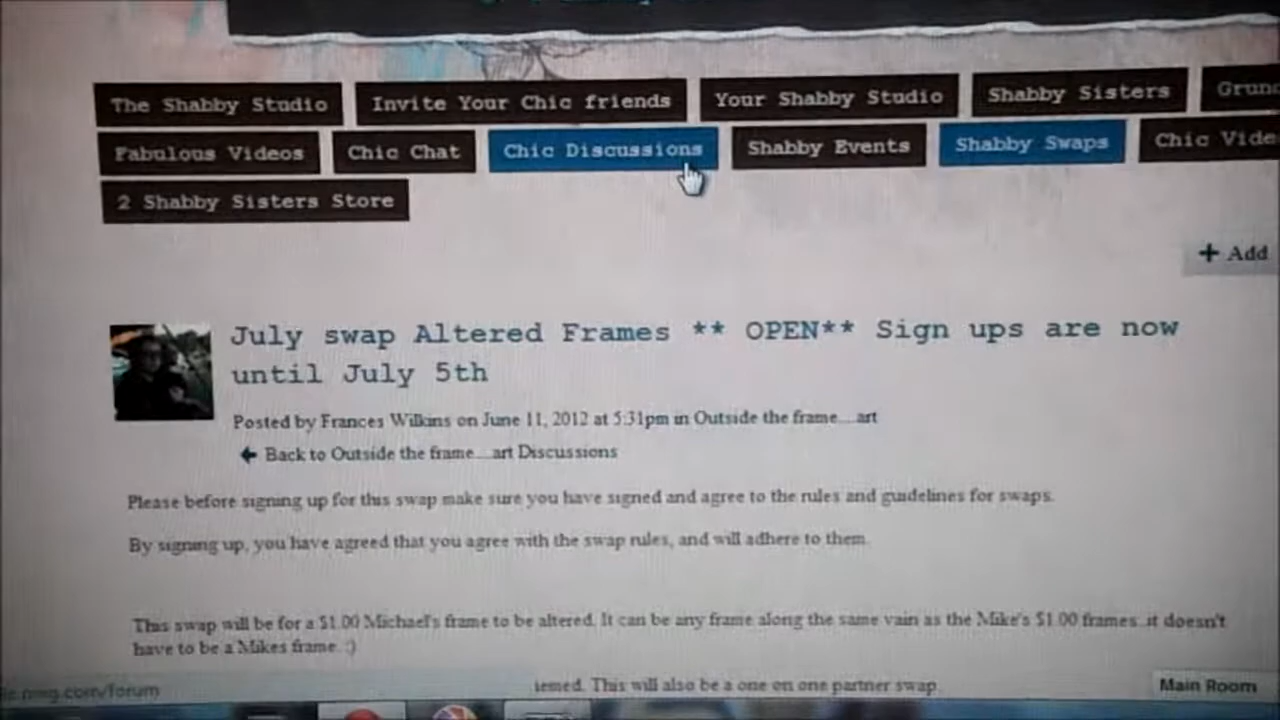 The Shabby Studio Invite Your Chic friends Your Shabby Studio Shabby Sisters
Fabulous Videos Chic Chat Chic Discussions Shabby Events Shabby Swaps Chic Vide
2 Shabby Sisters Store
+ Add
July swap Altered Frames ** OPEN** Sign ups are now
until July 5th
Posted by Frances Wilkins on June 11, 2012 at 5:31pm in Outside the frame....art
Back to Outside the frame....art Discussions
Please before signing up for this swap make sure you have signed and agree to the rules and guidelines for swaps.
By signing up, you have agreed that you agree with the swap rules, and will adhere to them.
This swap will be for a $1.00 Michael's frame to be altered. It can be any frame along the same vain as the Mike's $1.00 frames..it doesn't
have to be a Mikes frame. :)
This will also be a one on one partner swap
.ning.com/forum
Main Room